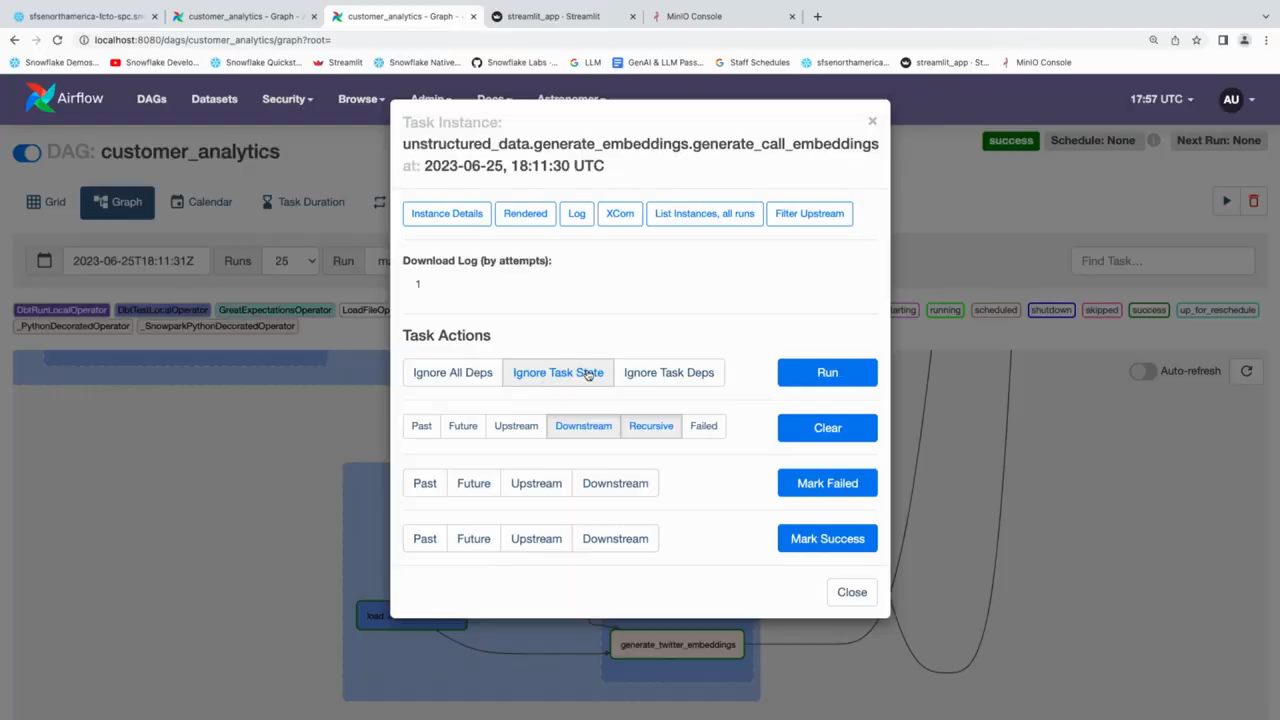 sfsenorthamerica-fcto-spc.sn
customer_analytics - Graph -
customer_analytics - Graph -
streamlit_app · Streamlit
MinIO Console
localhost:8080/dags/customer_analytics/graph?root=
Snowflake Demos...
Snowflake Develo...
Snowflake Quickst...
Streamlit
Snowflake Native...
Snowflake Labs ·...
LLM
GenAI & LLM Pass...
Staff Schedules
sfsenorthamerica...
streamlit_app · St...
MinIO Console
Airflow
DAGs
Datasets
Security
Browse
Admin
Docs
Astronomer
17:57 UTC
AU
DAG: customer_analytics
success
Schedule: None
Next Run: None
Grid
Graph
Calendar
Task Duration
2023-06-25T18:11:31Z
Runs
25
Run
Find Task...
DbtRunLocalOperator
DbtTestLocalOperator
GreatExpectationsOperator
LoadFileOp
running
scheduled
shutdown
skipped
success
up_for_reschedule
_PythonDecoratedOperator
_SnowparkPythonDecoratedOperator
Auto-refresh
Task Instance:
unstructured_data.generate_embeddings.generate_call_embeddings
at: 2023-06-25, 18:11:30 UTC
Instance Details
Rendered
Log
XCom
List Instances, all runs
Filter Upstream
Download Log (by attempts):
1
Task Actions
Ignore All Deps
Ignore Task State
Ignore Task Deps
Run
Past
Future
Upstream
Downstream
Recursive
Failed
Clear
Past
Future
Upstream
Downstream
Mark Failed
Past
Future
Upstream
Downstream
Mark Success
Close
load
generate_twitter_embeddings